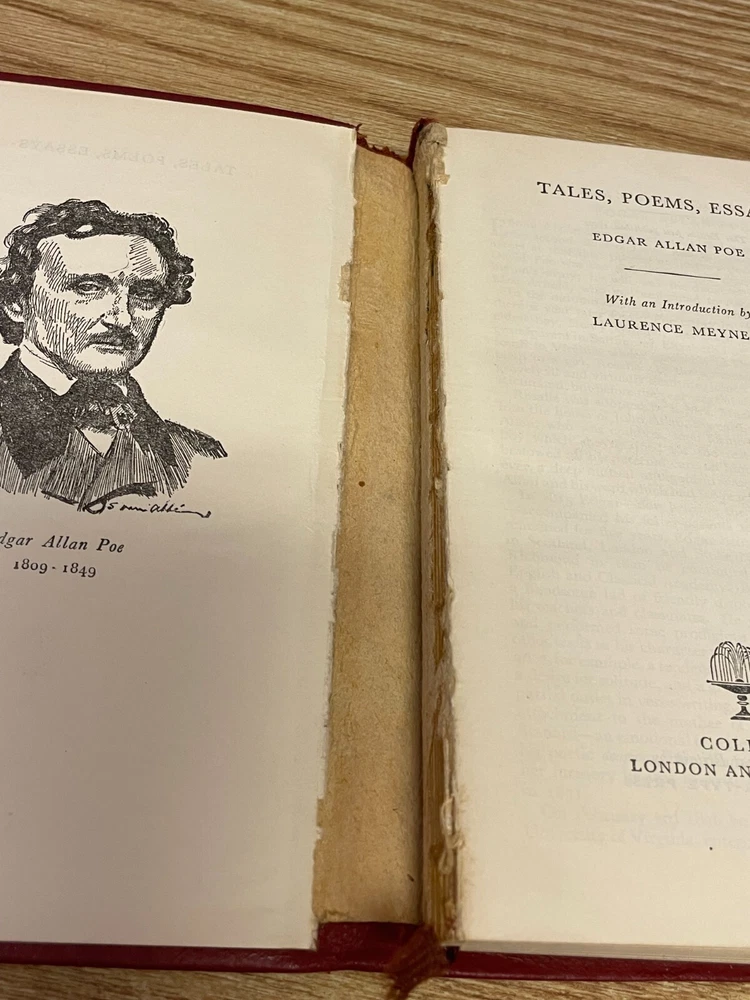 dgar Allan Poe
1809 - 1849
TALES, POEMS, ESSA
EDGAR ALLAN POE
With an Introduction by
LAURENCE MEYNE
COLL
LONDON AN